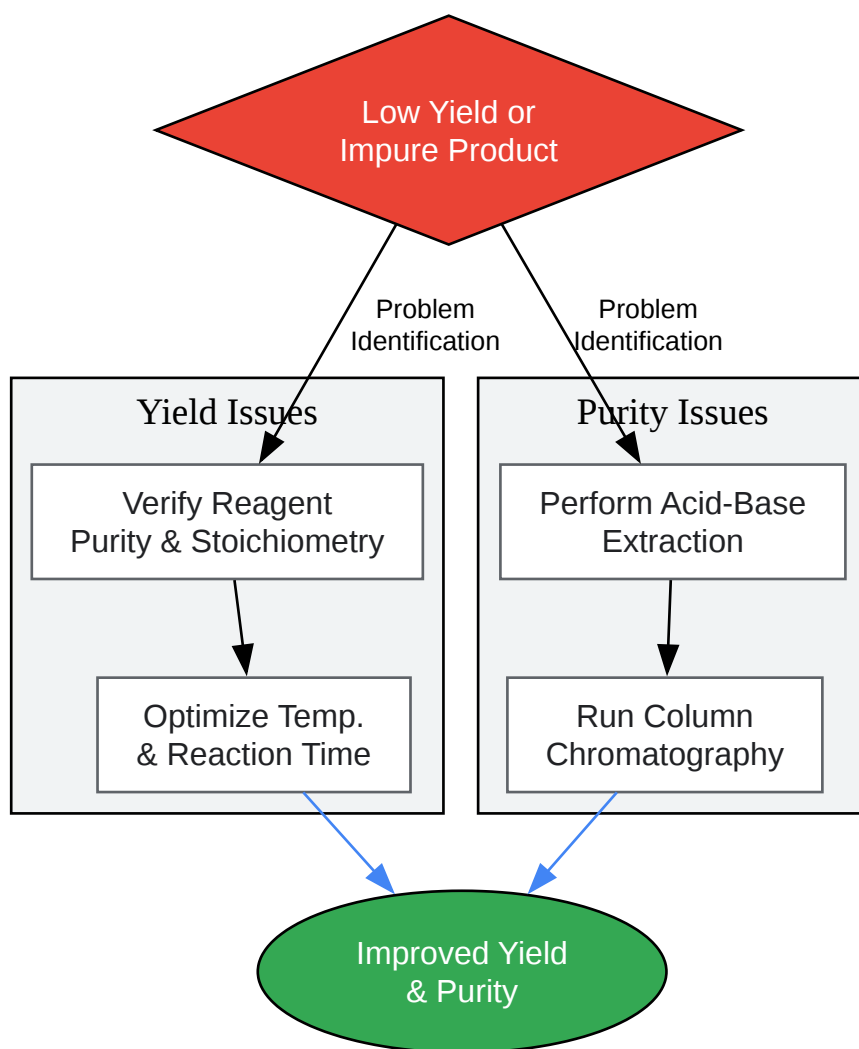 Low Yield or
Impure Product
Problem
Identification
Problem
Identification
Yield Issues
Verify Reagent
Purity & Stoichiometry
Optimize Temp.
& Reaction Time
Purity Issues
Perform Acid-Base
Extraction
Run Column
Chromatography
Improved Yield
& Purity